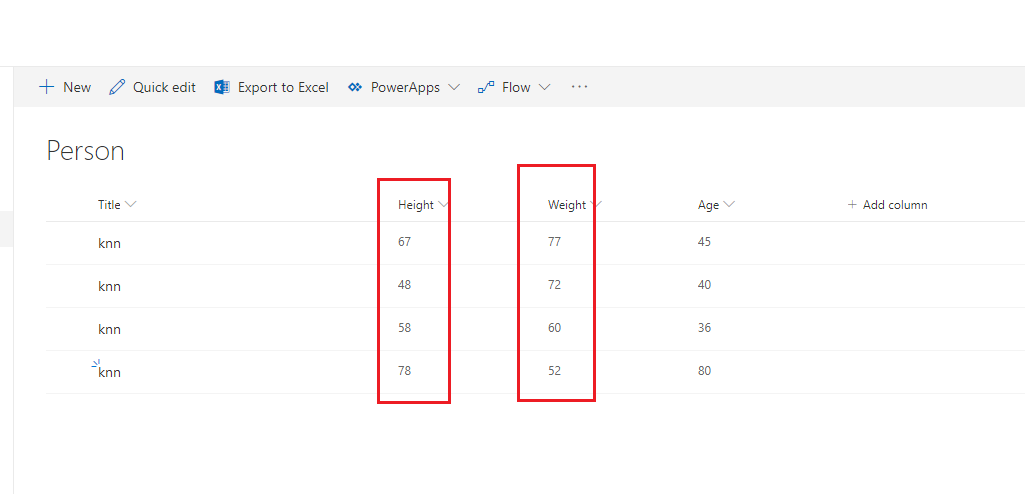 New Quick edit Export to Excel PowerApps Flow ...
Person
Title Height Weight Age + Add column
knn 67 77 45
knn 48 72 40
knn 58 60 36
knn 78 52 80